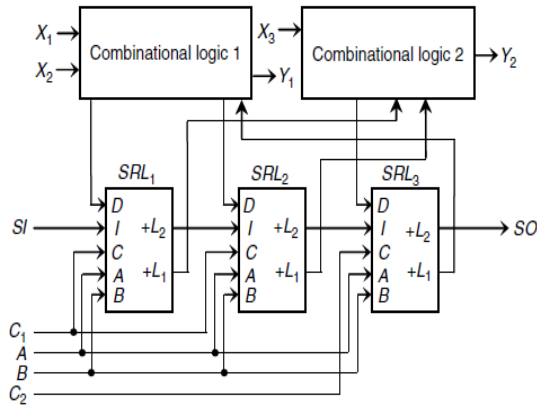 X1
X2
Combinational logic 1
Y1
X3
Combinational logic 2
Y2
SRL1
SRL2
SRL3
SI
D
I
C
A
B
+L2
+L1
D
I
C
A
B
+L2
+L1
D
I
C
A
B
+L2
+L1
SO
C1
A
B
C2